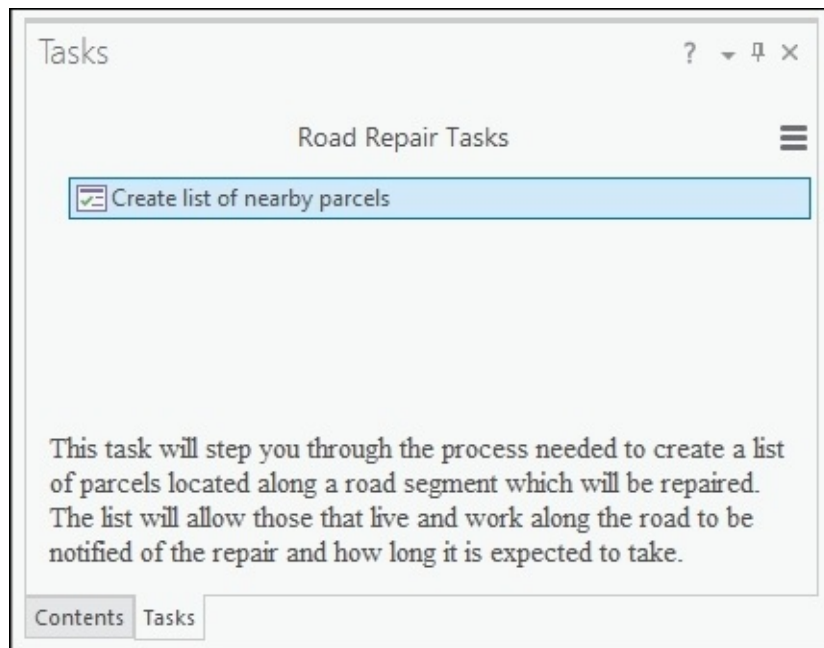 Tasks
?
Road Repair Tasks
Create list of nearby parcels
This task will step you through the process needed to create a list
of parcels located along a road segment which will be repaired.
The list will allow those that live and work along the road to be
notified of the repair and how long it is expected to take.
Contents Tasks